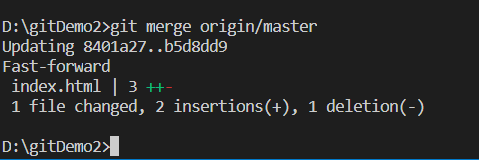 D:\gitDemo2>git merge origin/master
Updating 8401a27..b5d8dd9
Fast-forward
 index.html | 3 ++-
 1 file changed, 2 insertions(+), 1 deletion(-)
D:\gitDemo2>